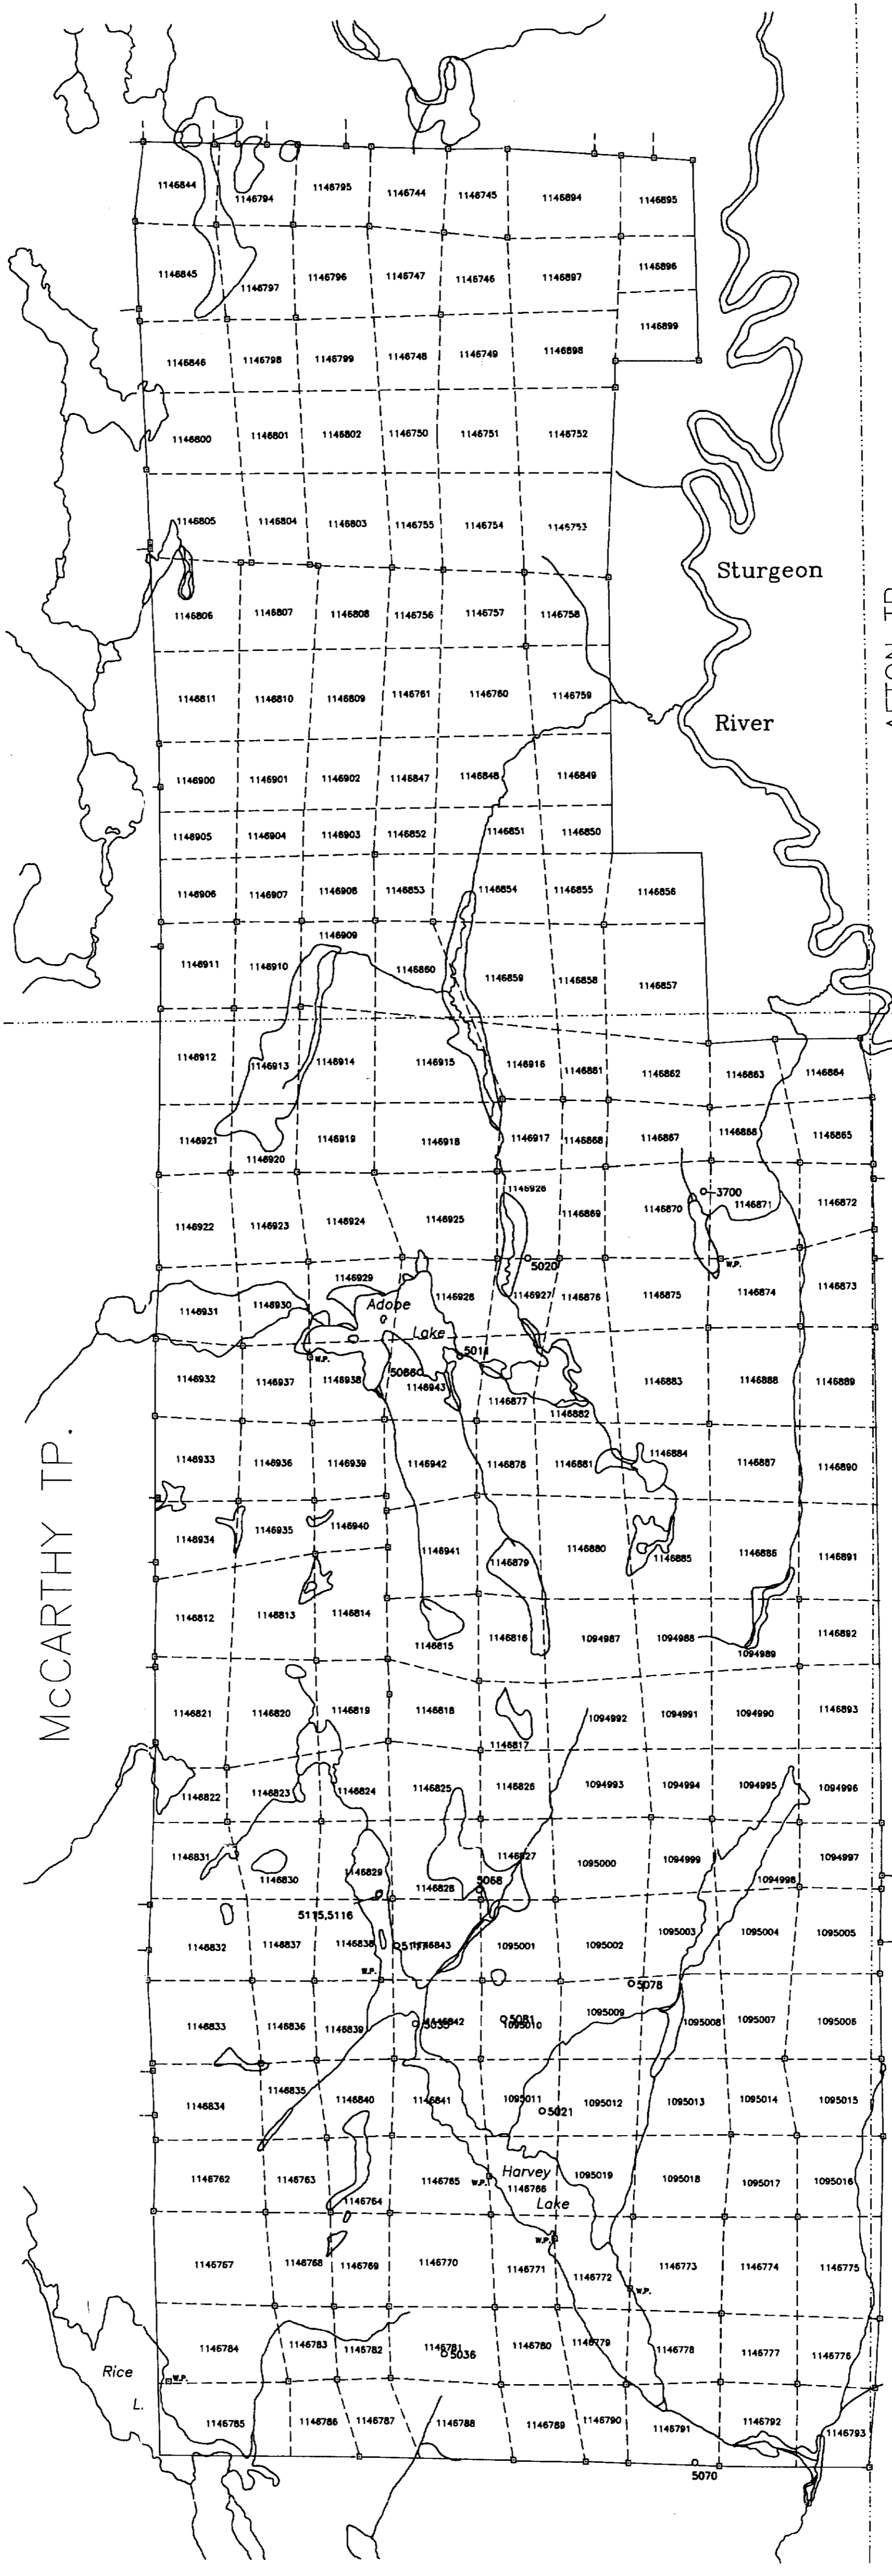 1146844 1146794 1146795 1146744 1146745 1146894 1146895
1146845 1146797 1146796 1146747 1146746 1146897 1146896
1146899
1146846 1146798 1146799 1146748 1146749 1146898
1146800 1146801 1146802 1146750 1146751 1146752
1146805 1146804 1146803 1146755 1146754 1146753
Sturgeon
1146806 1146807 1146808 1146756 1146757 1146758
1146811 1146810 1146809 1146761 1146760 1146759
River
1146900 1146901 1146902 1146847 1146848 1146849
1146905 1146904 1146903 1146852 1146851 1146850
1146906 1146907 1146908 1146853 1146854 1146855 1146856
1146909
1146911 1146910 1146860 1146859 1146858 1146857
1146912 1146913 1146914 1146915 1146916 1146861 1146862 1146863 1146864
1146921 1146920 1146919 1146918 1146917 1146868 1146867 1146866 1146865
1146922 1146923 1146924 1146925 1146926 1146869 1146870 3700 1146871 1146872
5020 W.P.
1146929
1146931 1146930 Adobe 1146928 1146927 1146876 1146875 1146874 1146873
Lake
W.P. 5011
1146932 1146937 1146938 5066 1146943 1146877 1146883 1146888 1146889
1146882
1146933 1146936 1146939 1146942 1146878 1146881 1146884 1146887 1146890
1146934 1146935 1146940 1146941 1146879 1146880 1146885 1146886 1146891
1146812 1146813 1146814 1146815 1146816 1094987 1094988 1094989 1146892
McCARTHY TP.
1146821 1146820 1146819 1146818 1146817 1094992 1094991 1094990 1146893
1146822 1146823 1146824 1146825 1146826 1094993 1094994 1094995 1094996
1146831 1146830 1146829 1146828 1146827 1095000 1094999 1094998 1094997
5068
5115,5116
1146832 1146837 1146838 1146843 1095001 1095002 1095003 1095004 1095005
W.P. 5078
1146833 1146836 1146839 5035 1146842 5081 1095010 1095009 1095008 1095007 1095006
1146834 1146835 1146840 1146841 1095011 1095012 1095013 1095014 1095015
5021
1146762 1146763 1146764 1146765 W.P. Harvey 1095019 1095018 1095017 1095016
1146766
Lake
W.P.
1146767 1146768 1146769 1146770 1146771 1146772 1146773 1146774 1146775
W.P.
1146784 1146783 1146782 1146781 1146780 1146779 1146778 1146777 1146776
5036
Rice
W.P.
L.
1146785 1146786 1146787 1146788 1146789 1146790 1146791 1146792 1146793
5070